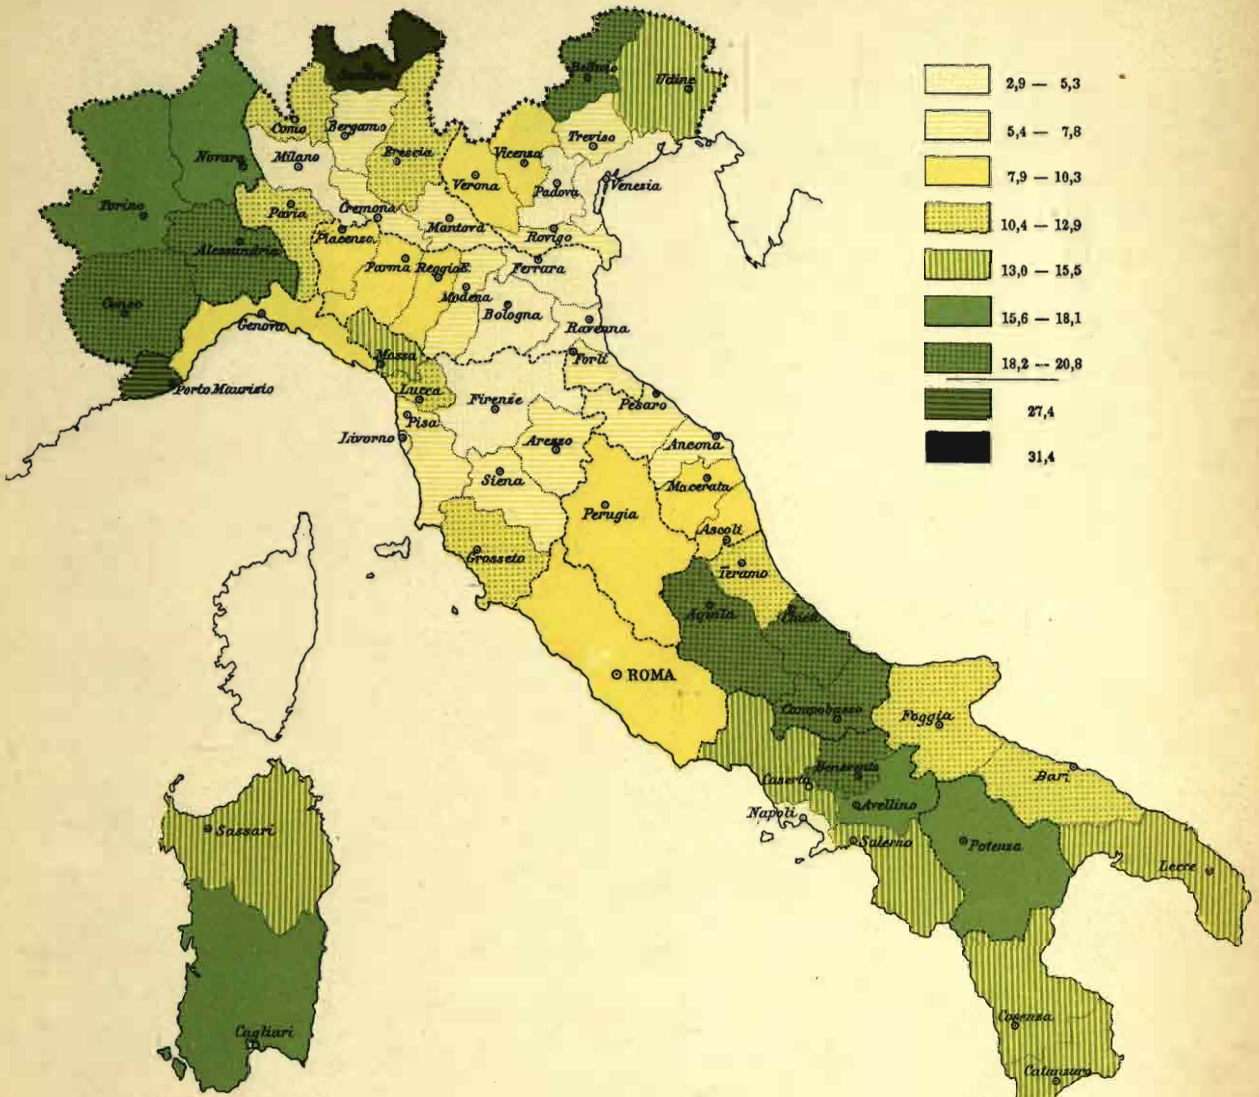 2,9 — 5,3
5,4 — 7,8
7,9 — 10,3
10,4 — 12,9
13,0 — 15,5
15,6 — 18,1
18,2 — 20,8
27,4
31,4
Sondrio
Belluno
Udine
Como
Bergamo
Treviso
Novara
Milano
Brescia
Vicenza
Verona
Padova
Venezia
Torino
Pavia
Cremona
Mantova
Rovigo
Piacenza
Alessandria
Parma
Reggio E.
Ferrara
Modena
Cuneo
Genova
Bologna
Ravenna
Massa
Forlì
Porto Maurizio
Lucca
Firenze
Pesaro
Pisa
Livorno
Arezzo
Ancona
Siena
Macerata
Perugia
Ascoli
Grosseto
Teramo
Aquila
Chieti
ROMA
Campobasso
Foggia
Benevento
Caserta
Bari
Napoli
Avellino
Sassari
Salerno
Potenza
Lecce
Cosenza
Cagliari
Catanzaro